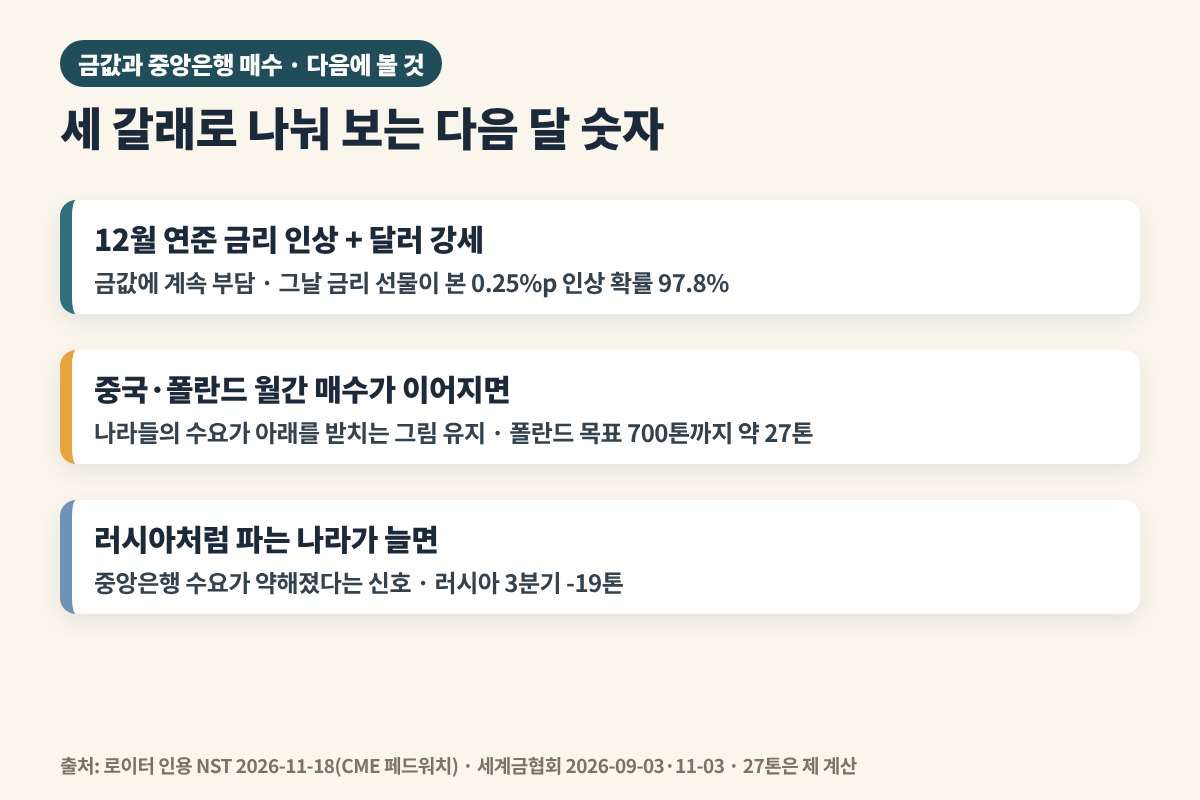 금값과 중앙은행 매수 · 다음에 볼 것
세 갈래로 나눠 보는 다음 달 숫자
12월 연준 금리 인상 + 달러 강세
금값에 계속 부담 · 그날 금리 선물이 본 0.25%p 인상 확률 97.8%
중국·폴란드 월간 매수가 이어지면
나라들의 수요가 아래를 받치는 그림 유지 · 폴란드 목표 700톤까지 약 27톤
러시아처럼 파는 나라가 늘면
중앙은행 수요가 약해졌다는 신호 · 러시아 3분기 -19톤
출처: 로이터 인용 NST 2026-11-18(CME 페드워치) · 세계금협회 2026-09-03·11-03 · 27톤은 제 계산